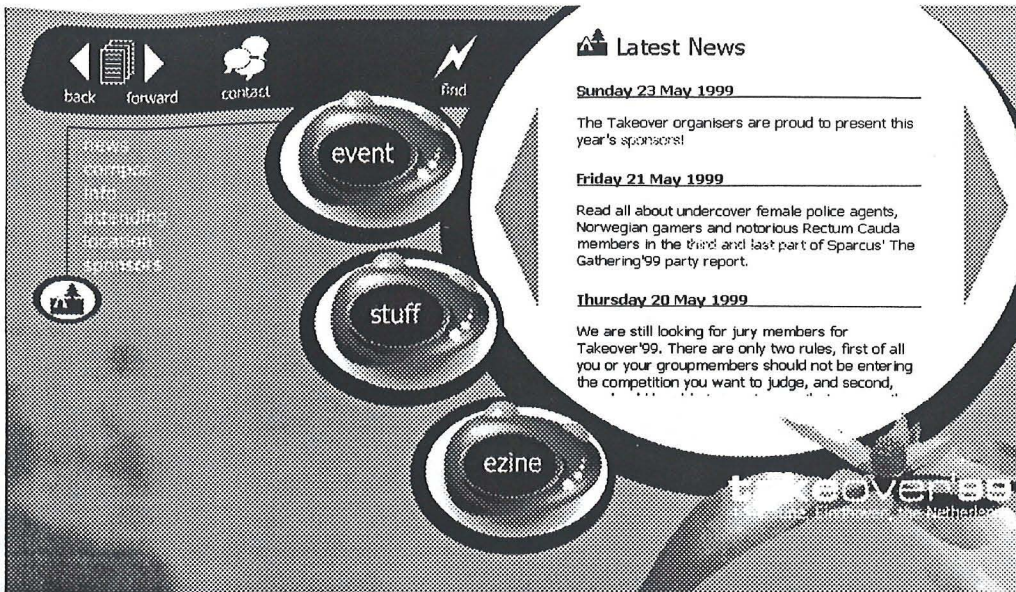 back forward
contact
find
news
compos
info
attending
location
sponsors
event
stuff
ezine
Latest News
Sunday 23 May 1999
The Takeover organisers are proud to present this
year's sponsors!
Friday 21 May 1999
Read all about undercover female police agents,
Norwegian gamers and notorious Rectum Cauda
members in the third and last part of Sparcus' The
Gathering'99 party report.
Thursday 20 May 1999
We are still looking for jury members for
Takeover'99. There are only two rules, first of all
you or your groupmembers should not be entering
the competition you want to judge, and second,
takeover'99
Eindhoven, the Netherlands